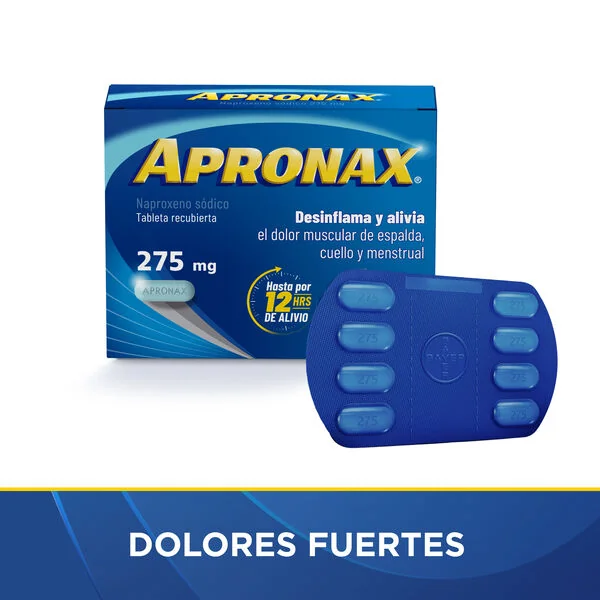 APRONAX
Naproxeno sódico 275 mg
APRONAX®
Naproxeno sódico
Tableta recubierta
275 mg
APRONAX
Desinflama y alivia
el dolor muscular de espalda,
cuello y menstrual
Hasta por
12 HRS
DE ALIVIO
275 275
275 275
275 275
275 275
BAYER
DOLORES FUERTES